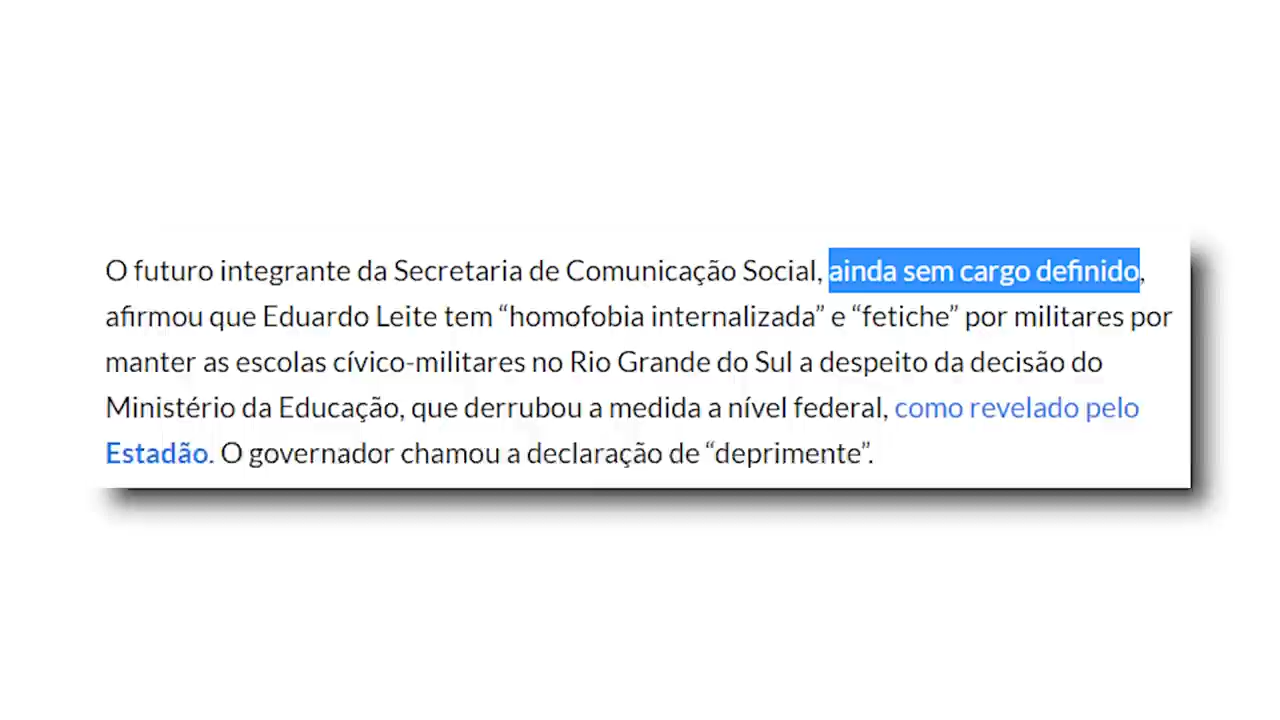 O futuro integrante da Secretaria de Comunicação Social, ainda sem cargo definido,
afirmou que Eduardo Leite tem “homofobia internalizada” e “fetiche” por militares por
manter as escolas cívico-militares no Rio Grande do Sul a despeito da decisão do
Ministério da Educação, que derrubou a medida a nível federal, como revelado pelo
Estadão. O governador chamou a declaração de “deprimente”.